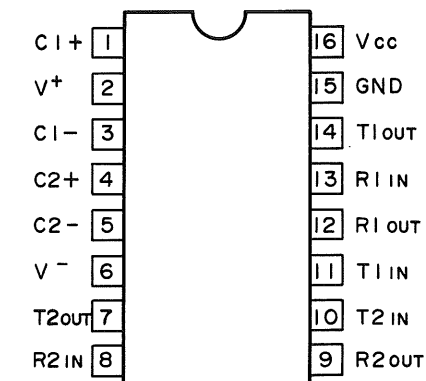 C1+ 1 16 Vcc
V+ 2 15 GND
C1- 3 14 T1OUT
C2+ 4 13 R1IN
C2- 5 12 R1OUT
V- 6 11 T1IN
T2OUT 7 10 T2IN
R2IN 8 9 R2OUT